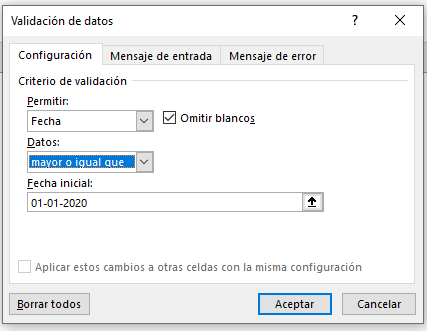 Validación de datos
?
Configuración
Mensaje de entrada
Mensaje de error
Criterio de validación
Permitir:
Fecha
Omitir blancos
Datos:
mayor o igual que
Fecha inicial:
01-01-2020
Aplicar estos cambios a otras celdas con la misma configuración
Borrar todos
Aceptar
Cancelar